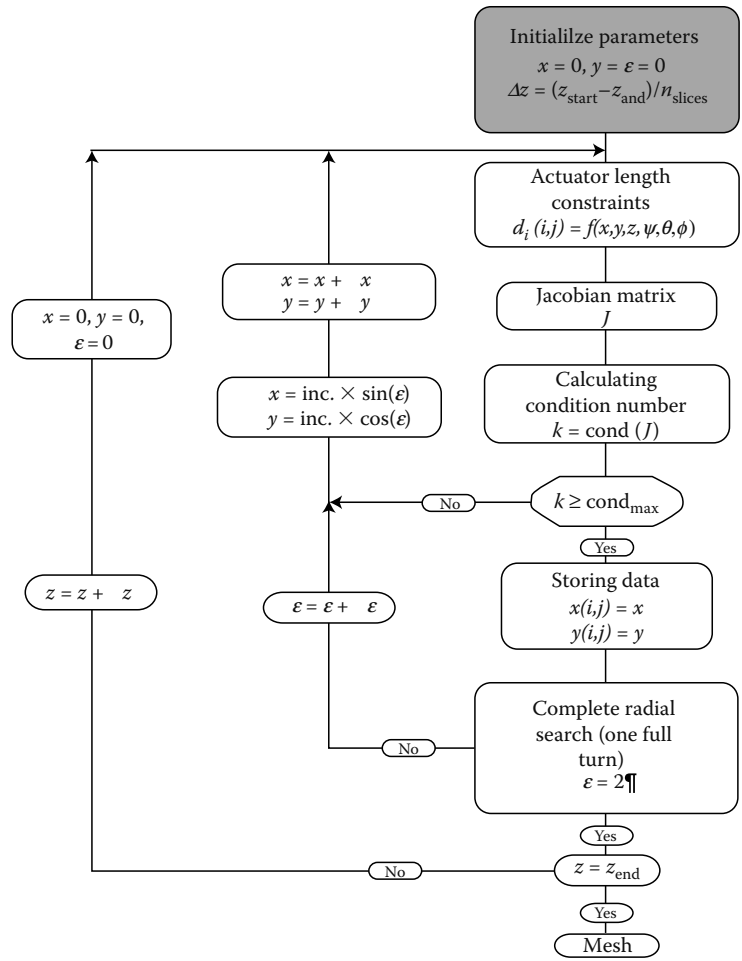 Initialilze parameters
x = 0, y = ε = 0
Δz = (z_start−z_and)/n_slices
Actuator length
constraints
d_i (i,j) = f(x,y,z,ψ,θ,ϕ)
Jacobian matrix
J
Calculating
condition number
k = cond (J)
k ≥ cond_max
No
Yes
Storing data
x(i,j) = x
y(i,j) = y
Complete radial
search (one full
turn)
ε = 2¶
No
Yes
z = z_end
No
Yes
Mesh
ε = ε + ε
x = inc. × sin(ε)
y = inc. × cos(ε)
x = x + x
y = y + y
z = z + z
x = 0, y = 0,
ε = 0